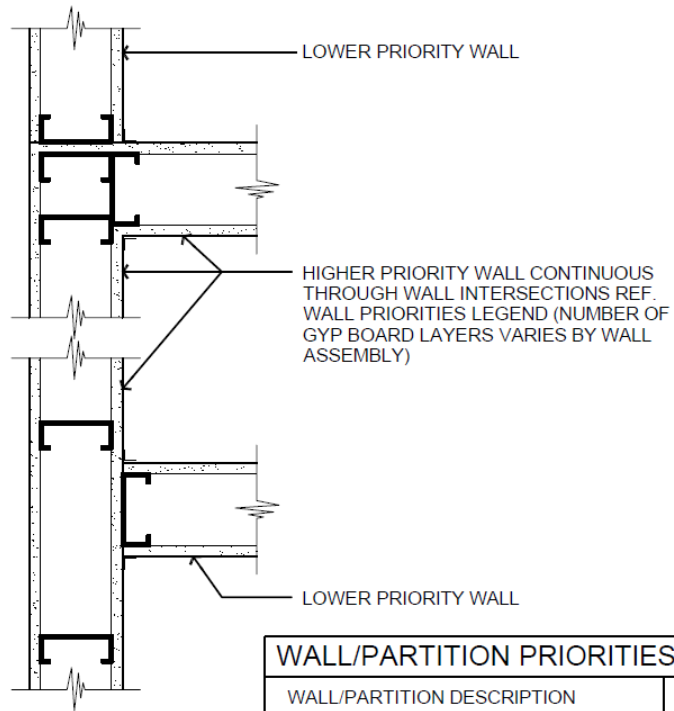 LOWER PRIORITY WALL
HIGHER PRIORITY WALL CONTINUOUS
THROUGH WALL INTERSECTIONS REF.
WALL PRIORITIES LEGEND (NUMBER OF
GYP BOARD LAYERS VARIES BY WALL
ASSEMBLY)
LOWER PRIORITY WALL
WALL/PARTITION PRIORITIES
WALL/PARTITION DESCRIPTION